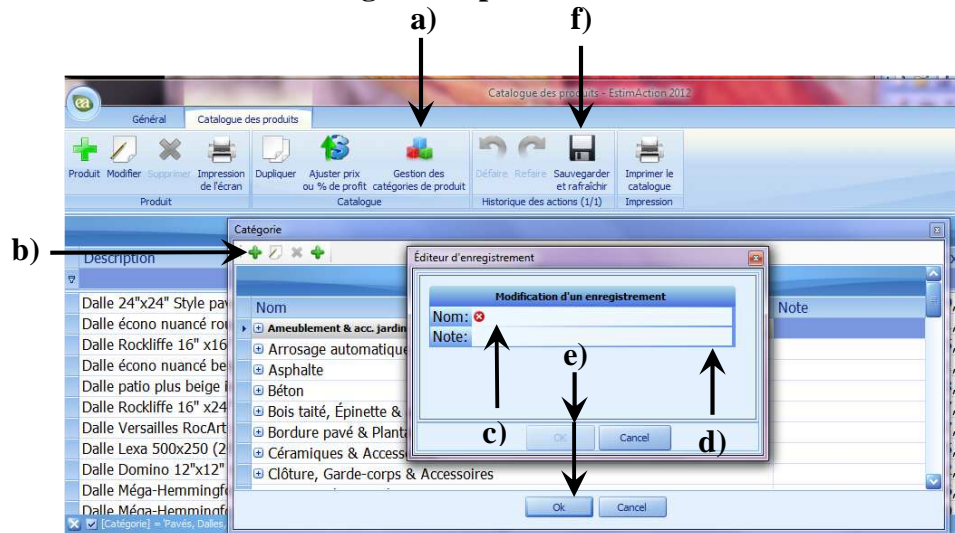 a) f)
Catalogue des produits - EstimAction 2012
Général Catalogue des produits
Produit Modifier Supprimer Impression de l'écran Dupliquer Ajuster prix ou % de profit Gestion des catégories de produit Défaire Refaire Sauvegarder et rafraîchir Imprimer le catalogue
Produit Catalogue Historique des actions (1/1) Impression
Catégorie
b)
Éditeur d'enregistrement
Description
Modification d'un enregistrement
Nom Note
Nom:
Note:
Dalle 24"x24" Style pav
Dalle écono nuancé rou
Dalle Rockliffe 16" x16
Dalle écono nuancé be
Dalle patio plus beige i
Dalle Rockliffe 16" x24
Dalle Versailles RocArt
Dalle Lexa 500x250 (2
Dalle Domino 12"x12"
Dalle Méga-Hemmingfo
Dalle Méga-Hemmingfo
Ameublement & acc. jardin
Arrosage automatique
Asphalte
Béton
Bois taité, Épinette &
Bordure pavé & Planta
Céramiques & Accesso
Clôture, Garde-corps & Accessoires
e)
c) d)
OK Cancel
Ok Cancel
[Catégorie] = 'Pavés, Dalles,